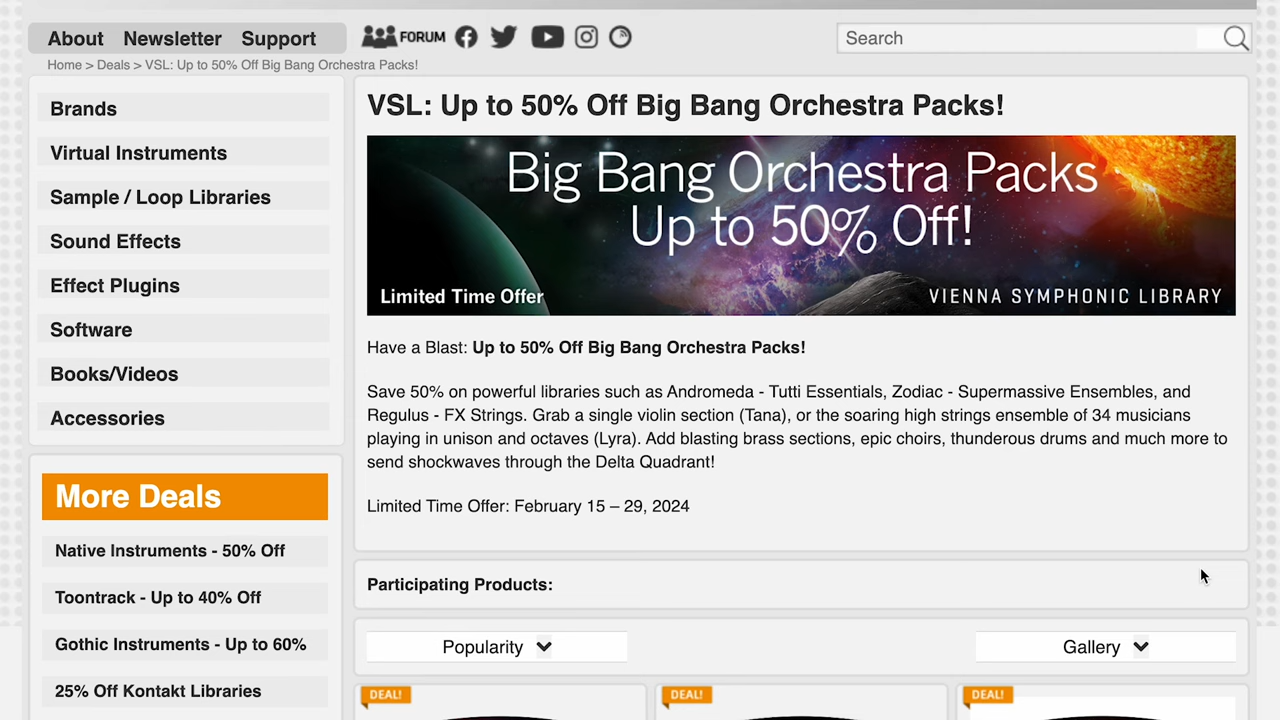 About Newsletter Support FORUM Search
Home > Deals > VSL: Up to 50% Off Big Bang Orchestra Packs!
Brands
Virtual Instruments
Sample / Loop Libraries
Sound Effects
Effect Plugins
Software
Books/Videos
Accessories
More Deals
Native Instruments - 50% Off
Toontrack - Up to 40% Off
Gothic Instruments - Up to 60%
25% Off Kontakt Libraries
VSL: Up to 50% Off Big Bang Orchestra Packs!
Big Bang Orchestra Packs
Up to 50% Off!
Limited Time Offer VIENNA SYMPHONIC LIBRARY
Have a Blast: Up to 50% Off Big Bang Orchestra Packs!
Save 50% on powerful libraries such as Andromeda - Tutti Essentials, Zodiac - Supermassive Ensembles, and
Regulus - FX Strings. Grab a single violin section (Tana), or the soaring high strings ensemble of 34 musicians
playing in unison and octaves (Lyra). Add blasting brass sections, epic choirs, thunderous drums and much more to
send shockwaves through the Delta Quadrant!
Limited Time Offer: February 15 – 29, 2024
Participating Products:
Popularity Gallery
DEAL! DEAL! DEAL!